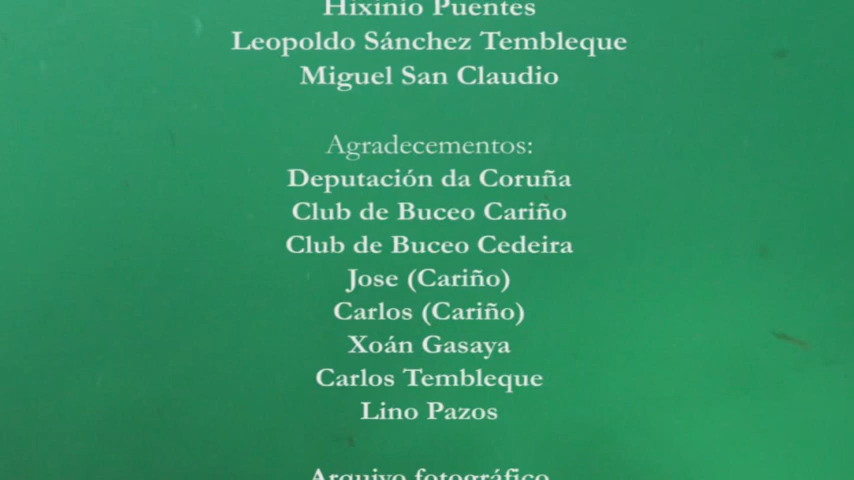 Hixinio Puentes
Leopoldo Sánchez Tembleque
Miguel San Claudio
Agradecementos:
Deputación da Coruña
Club de Buceo Cariño
Club de Buceo Cedeira
Jose (Cariño)
Carlos (Cariño)
Xoán Gasaya
Carlos Tembleque
Lino Pazos
Arquivo fotográfico